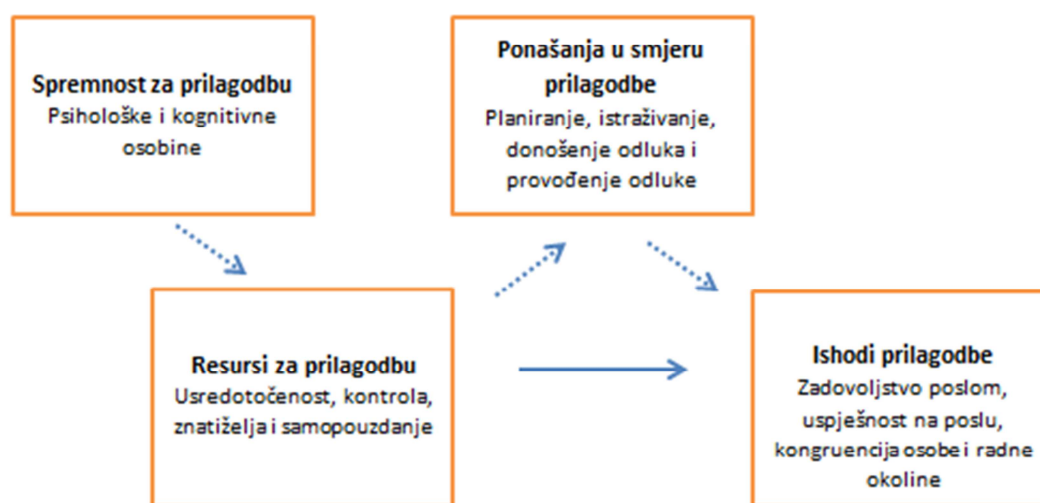 Spremnost za prilagodbu
Psihološke i kognitivne
osobine
Ponašanja u smjeru
prilagodbe
Planiranje, istraživanje,
donošenje odluka i
provođenje odluke
Resursi za prilagodbu
Usredotočenost, kontrola,
znatiželja i samopouzdanje
Ishodi prilagodbe
Zadovoljstvo poslom,
uspješnost na poslu,
kongruencija osobe i radne
okoline